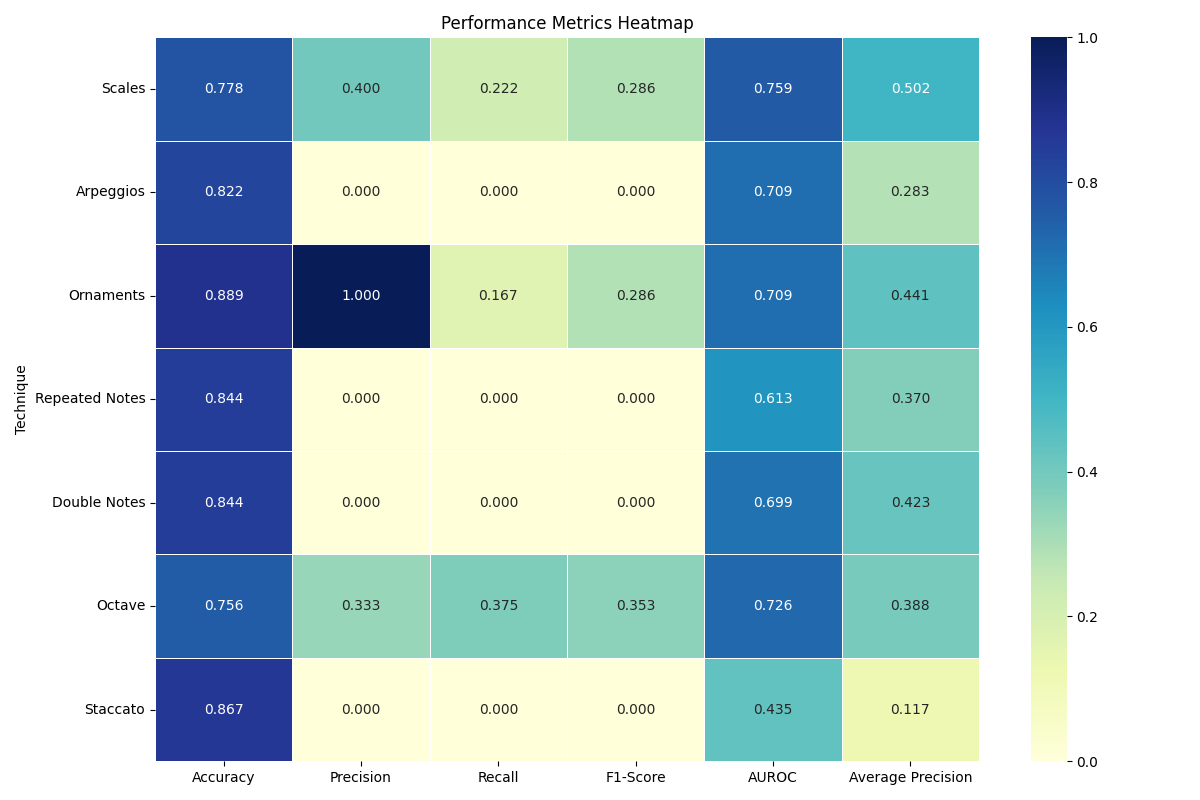 Performance Metrics Heatmap
Technique
Scales 0.778 0.400 0.222 0.286 0.759 0.502
Arpeggios 0.822 0.000 0.000 0.000 0.709 0.283
Ornaments 0.889 1.000 0.167 0.286 0.709 0.441
Repeated Notes 0.844 0.000 0.000 0.000 0.613 0.370
Double Notes 0.844 0.000 0.000 0.000 0.699 0.423
Octave 0.756 0.333 0.375 0.353 0.726 0.388
Staccato 0.867 0.000 0.000 0.000 0.435 0.117
Accuracy Precision Recall F1-Score AUROC Average Precision
1.0
0.8
0.6
0.4
0.2
0.0